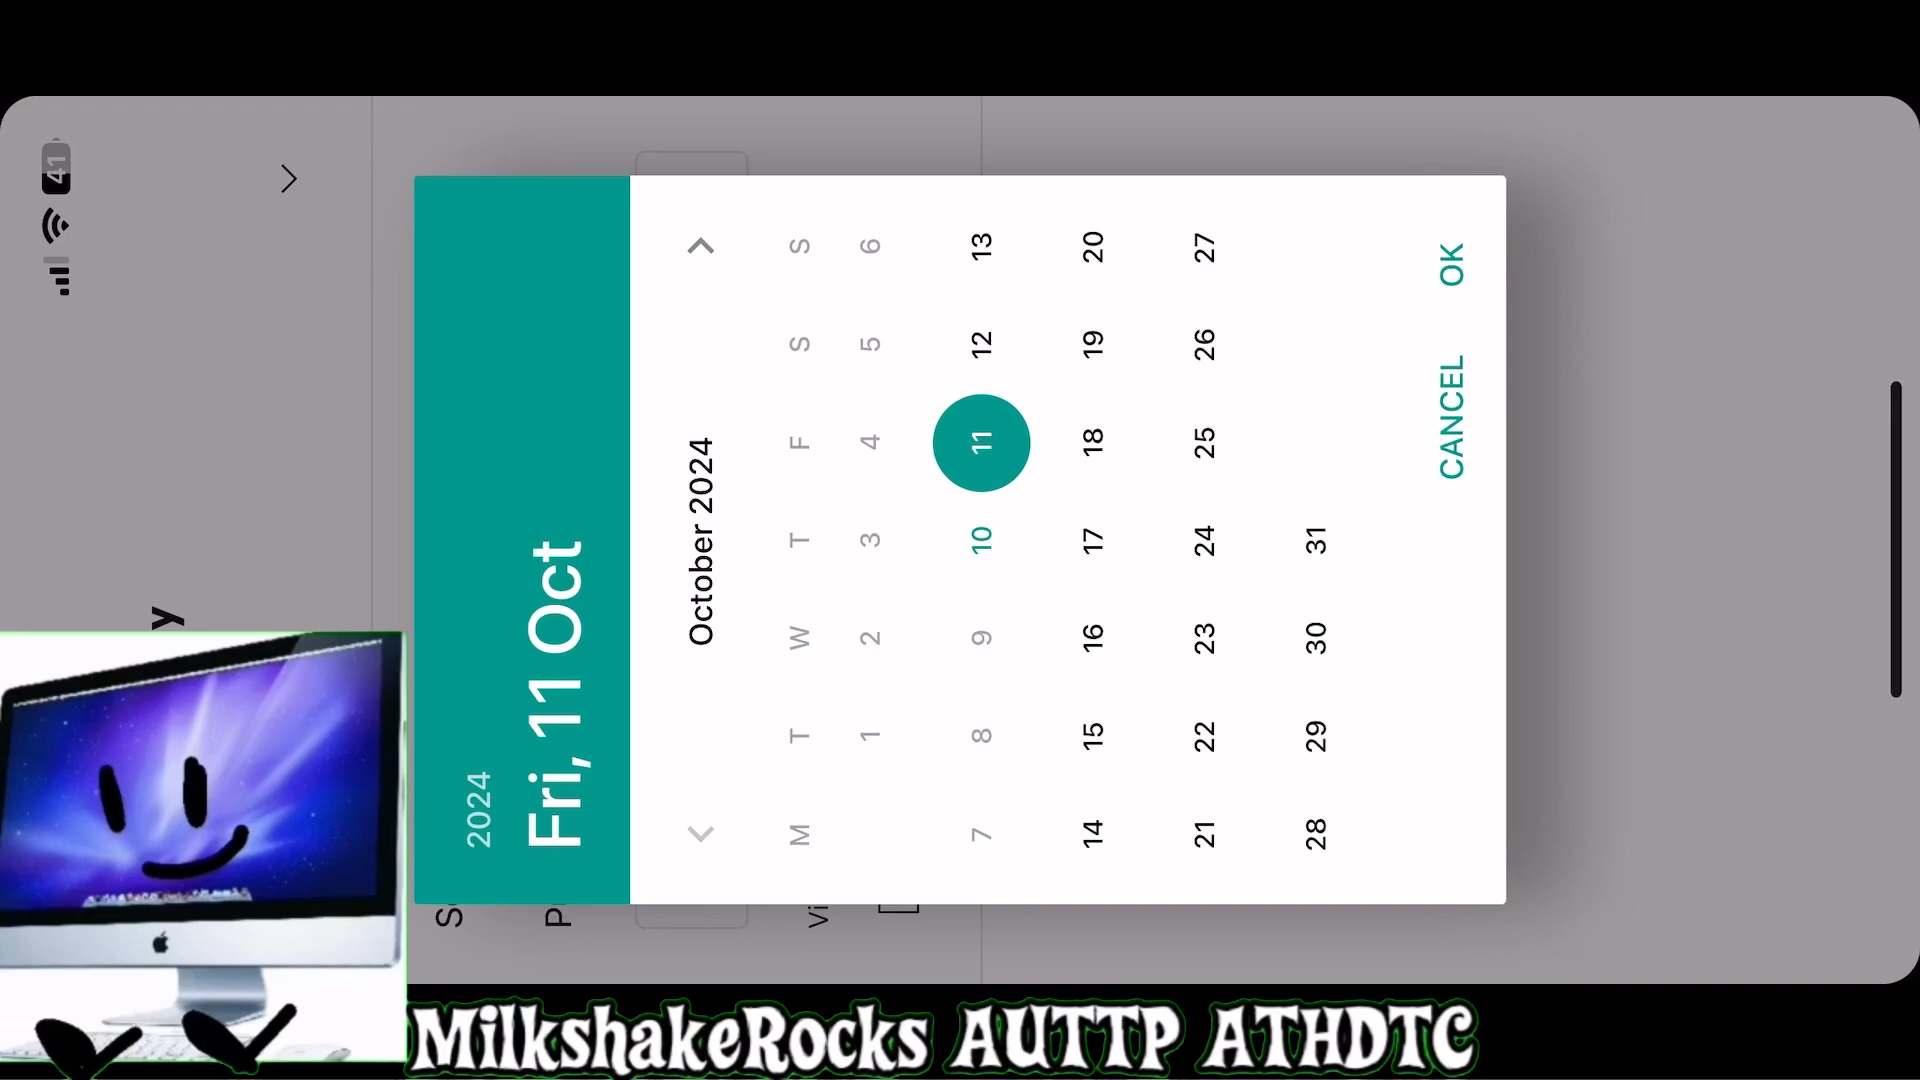 41
y
S
P
Vi
2024
Fri, 11 Oct
October 2024
M T W T F S S
1 2 3 4 5 6
7 8 9 10 11 12 13
14 15 16 17 18 19 20
21 22 23 24 25 26 27
28 29 30 31
CANCEL OK
MilkshakeRocks AUTTP ATHDTC